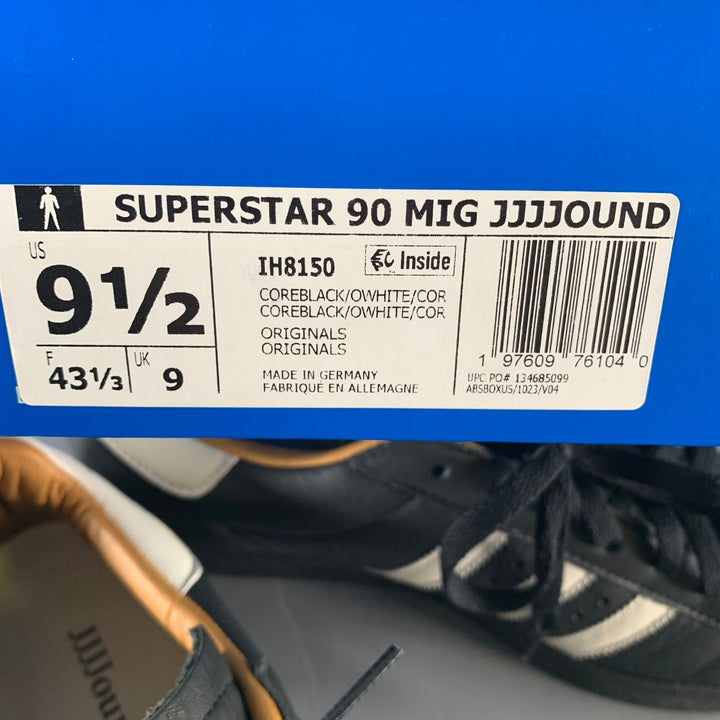 SUPERSTAR 90 MIG JJJJOUND
US
9½
F
43⅓
UK
9
IH8150
Inside
COREBLACK/OWHITE/COR
COREBLACK/OWHITE/COR
ORIGINALS
ORIGINALS
MADE IN GERMANY
FABRIQUÉ EN ALLEMAGNE
1 97609 76104 0
UPC PO# 134685099
ABSBOXUS/1023/V04